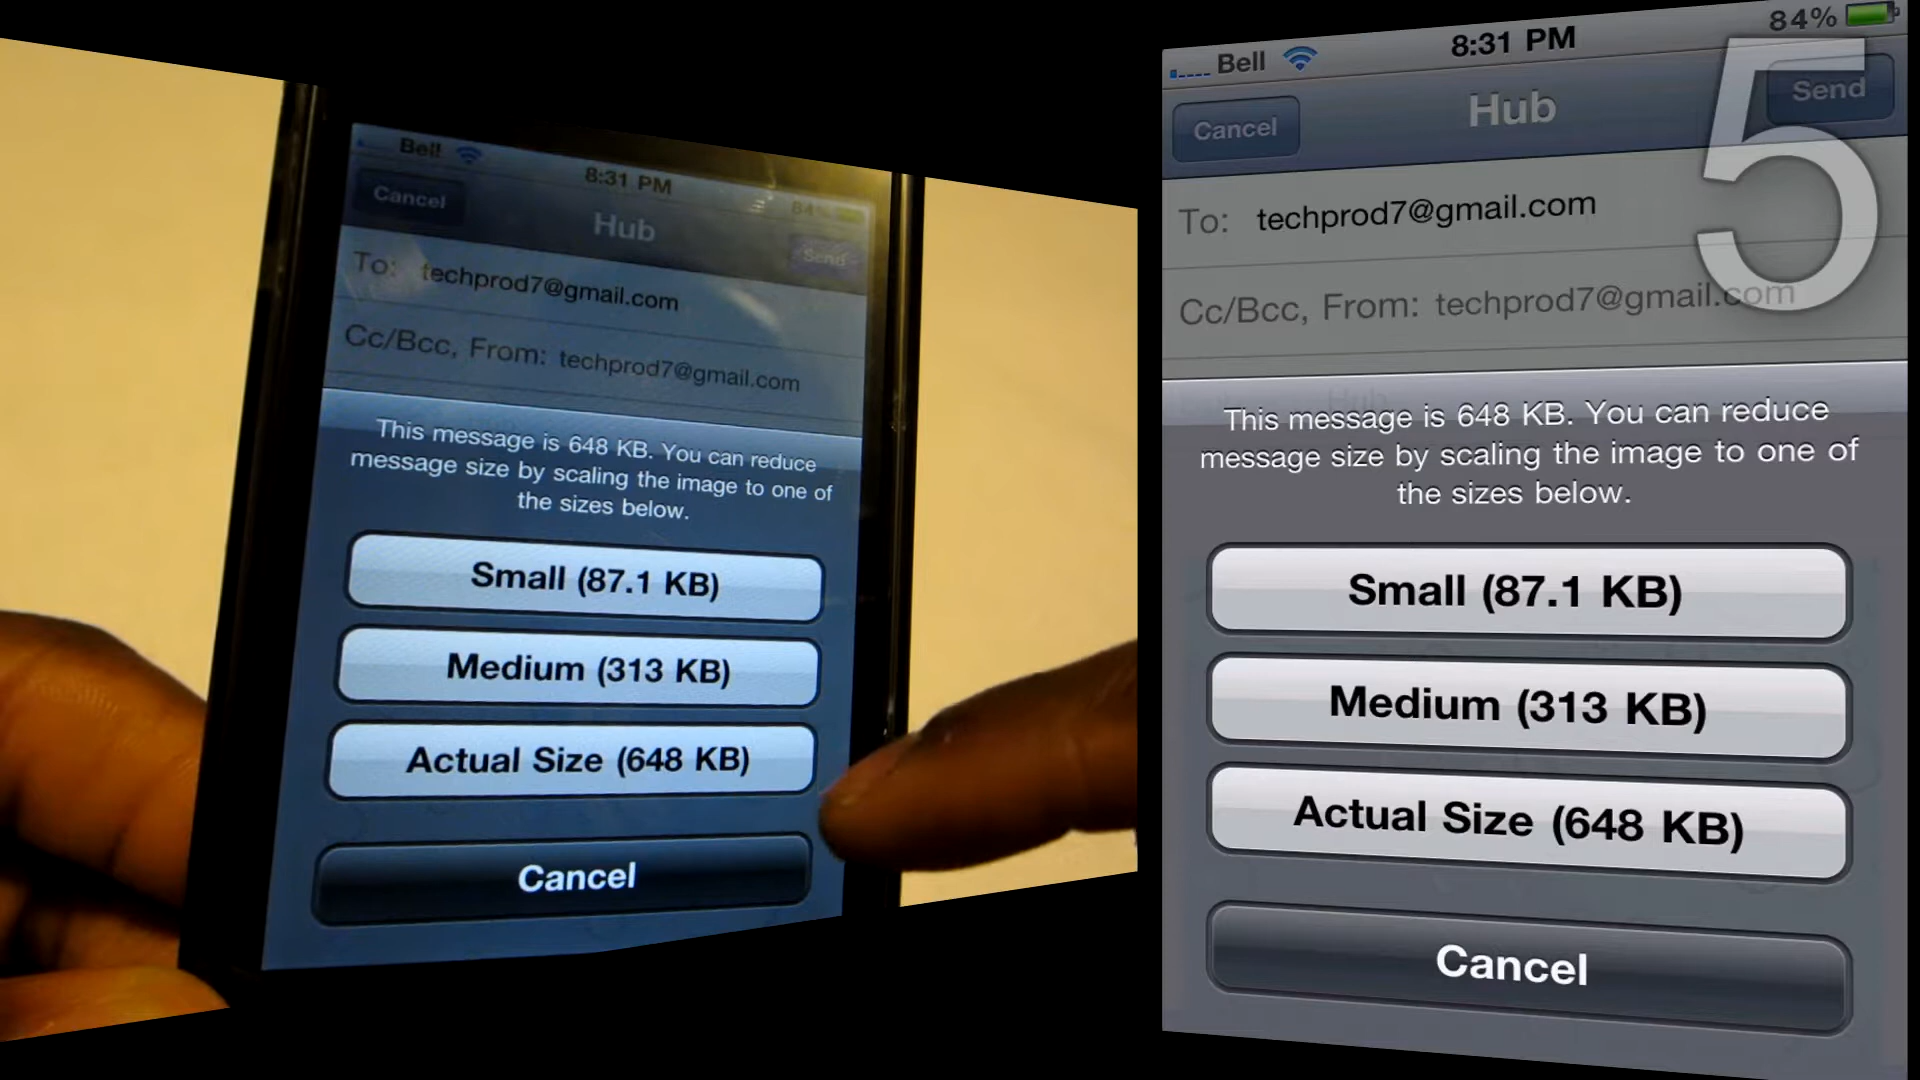 Bell
8:31 PM
84%
Cancel
Hub
Send
To: techprod7@gmail.com
Cc/Bcc, From: techprod7@gmail.com
This message is 648 KB. You can reduce
message size by scaling the image to one of
the sizes below.
Small (87.1 KB)
Medium (313 KB)
Actual Size (648 KB)
Cancel
Bell
8:31 PM
84%
5
Cancel
Hub
Send
To: techprod7@gmail.com
Cc/Bcc, From: techprod7@gmail.com
This message is 648 KB. You can reduce
message size by scaling the image to one of
the sizes below.
Small (87.1 KB)
Medium (313 KB)
Actual Size (648 KB)
Cancel